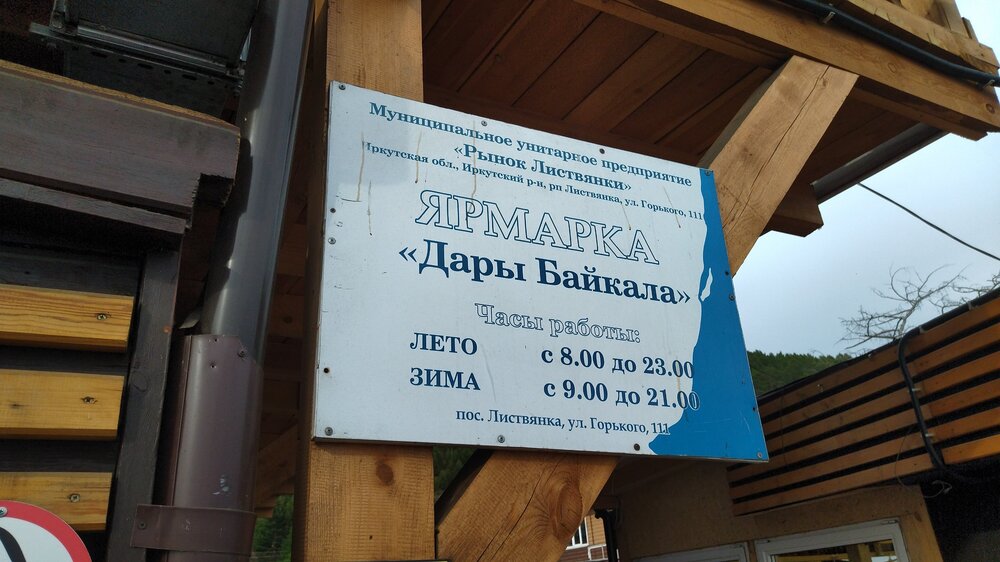 Муниципальное унитарное предприятие
«Рынок Листвянки»
Иркутская обл., Иркутский р-н, рп Листвянка, ул. Горького, 111
ЯРМАРКА
«Дары Байкала»
Часы работы:
ЛЕТО с 8.00 до 23.00
ЗИМА с 9.00 до 21.00
пос. Листвянка, ул. Горького, 111